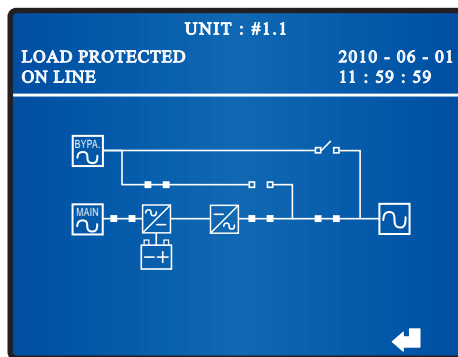 UNIT : #1.1
LOAD PROTECTED
2010 - 06 - 01
ON LINE
11 : 59 : 59
BYPA.
MAIN